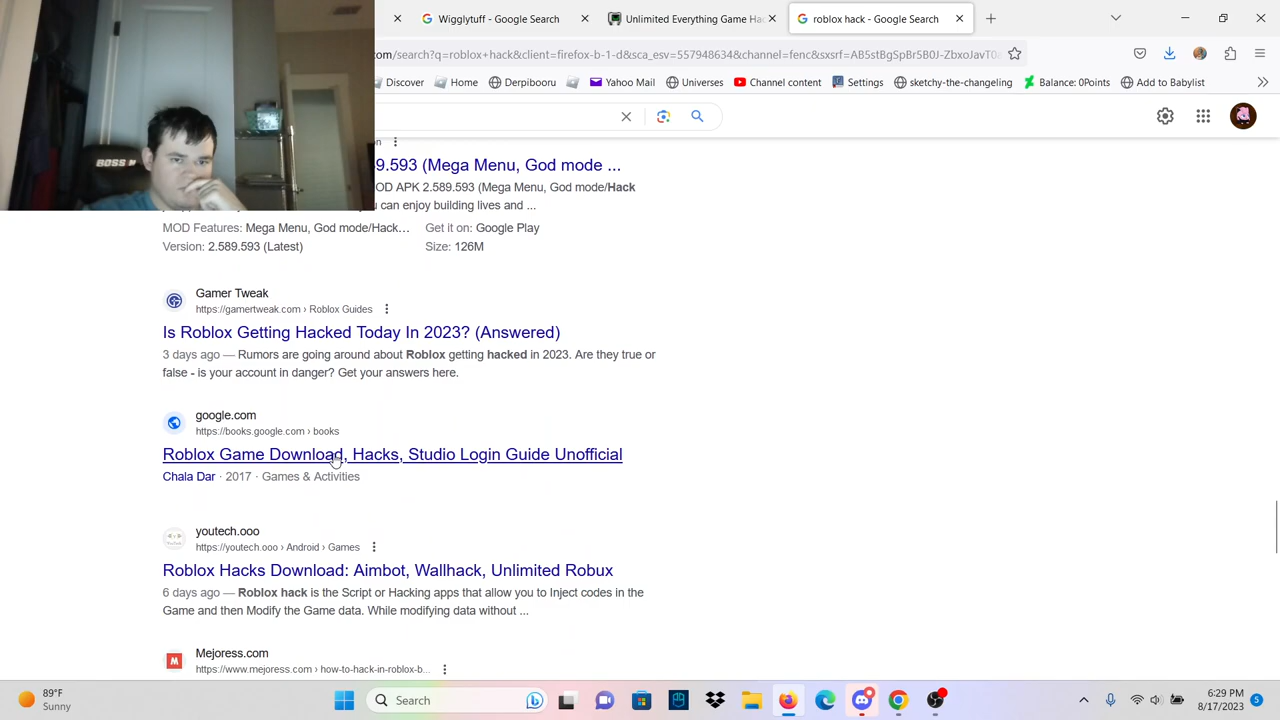 Wigglytuff - Google Search
Unlimited Everything Game Ha
roblox hack - Google Search
.com/search?q=roblox+hack&client=firefox-b-1-d&sca_esv=557948634&channel=fenc&sxsrf=AB5stBgSpBr5B0J-ZbxoJavT0
Discover
Home
Derpibooru
Yahoo Mail
Universes
Channel content
Settings
sketchy-the-changeling
Balance: 0Points
Add to Babylist
BOSS
9.593 (Mega Menu, God mode ...
OD APK 2.589.593 (Mega Menu, God mode/Hack
can enjoy building lives and ...
MOD Features: Mega Menu, God mode/Hack... Get it on: Google Play
Version: 2.589.593 (Latest) Size: 126M
Gamer Tweak
https://gamertweak.com › Roblox Guides
Is Roblox Getting Hacked Today In 2023? (Answered)
3 days ago — Rumors are going around about Roblox getting hacked in 2023. Are they true or
false - is your account in danger? Get your answers here.
google.com
https://books.google.com › books
Roblox Game Download, Hacks, Studio Login Guide Unofficial
Chala Dar · 2017 · Games & Activities
youtech.ooo
https://youtech.ooo › Android › Games
Roblox Hacks Download: Aimbot, Wallhack, Unlimited Robux
6 days ago — Roblox hack is the Script or Hacking apps that allow you to Inject codes in the
Game and then Modify the Game data. While modifying data without ...
Mejoress.com
https://www.mejoress.com › how-to-hack-in-roblox-b...
89°F
Sunny
Search
6:29 PM
8/17/2023
5